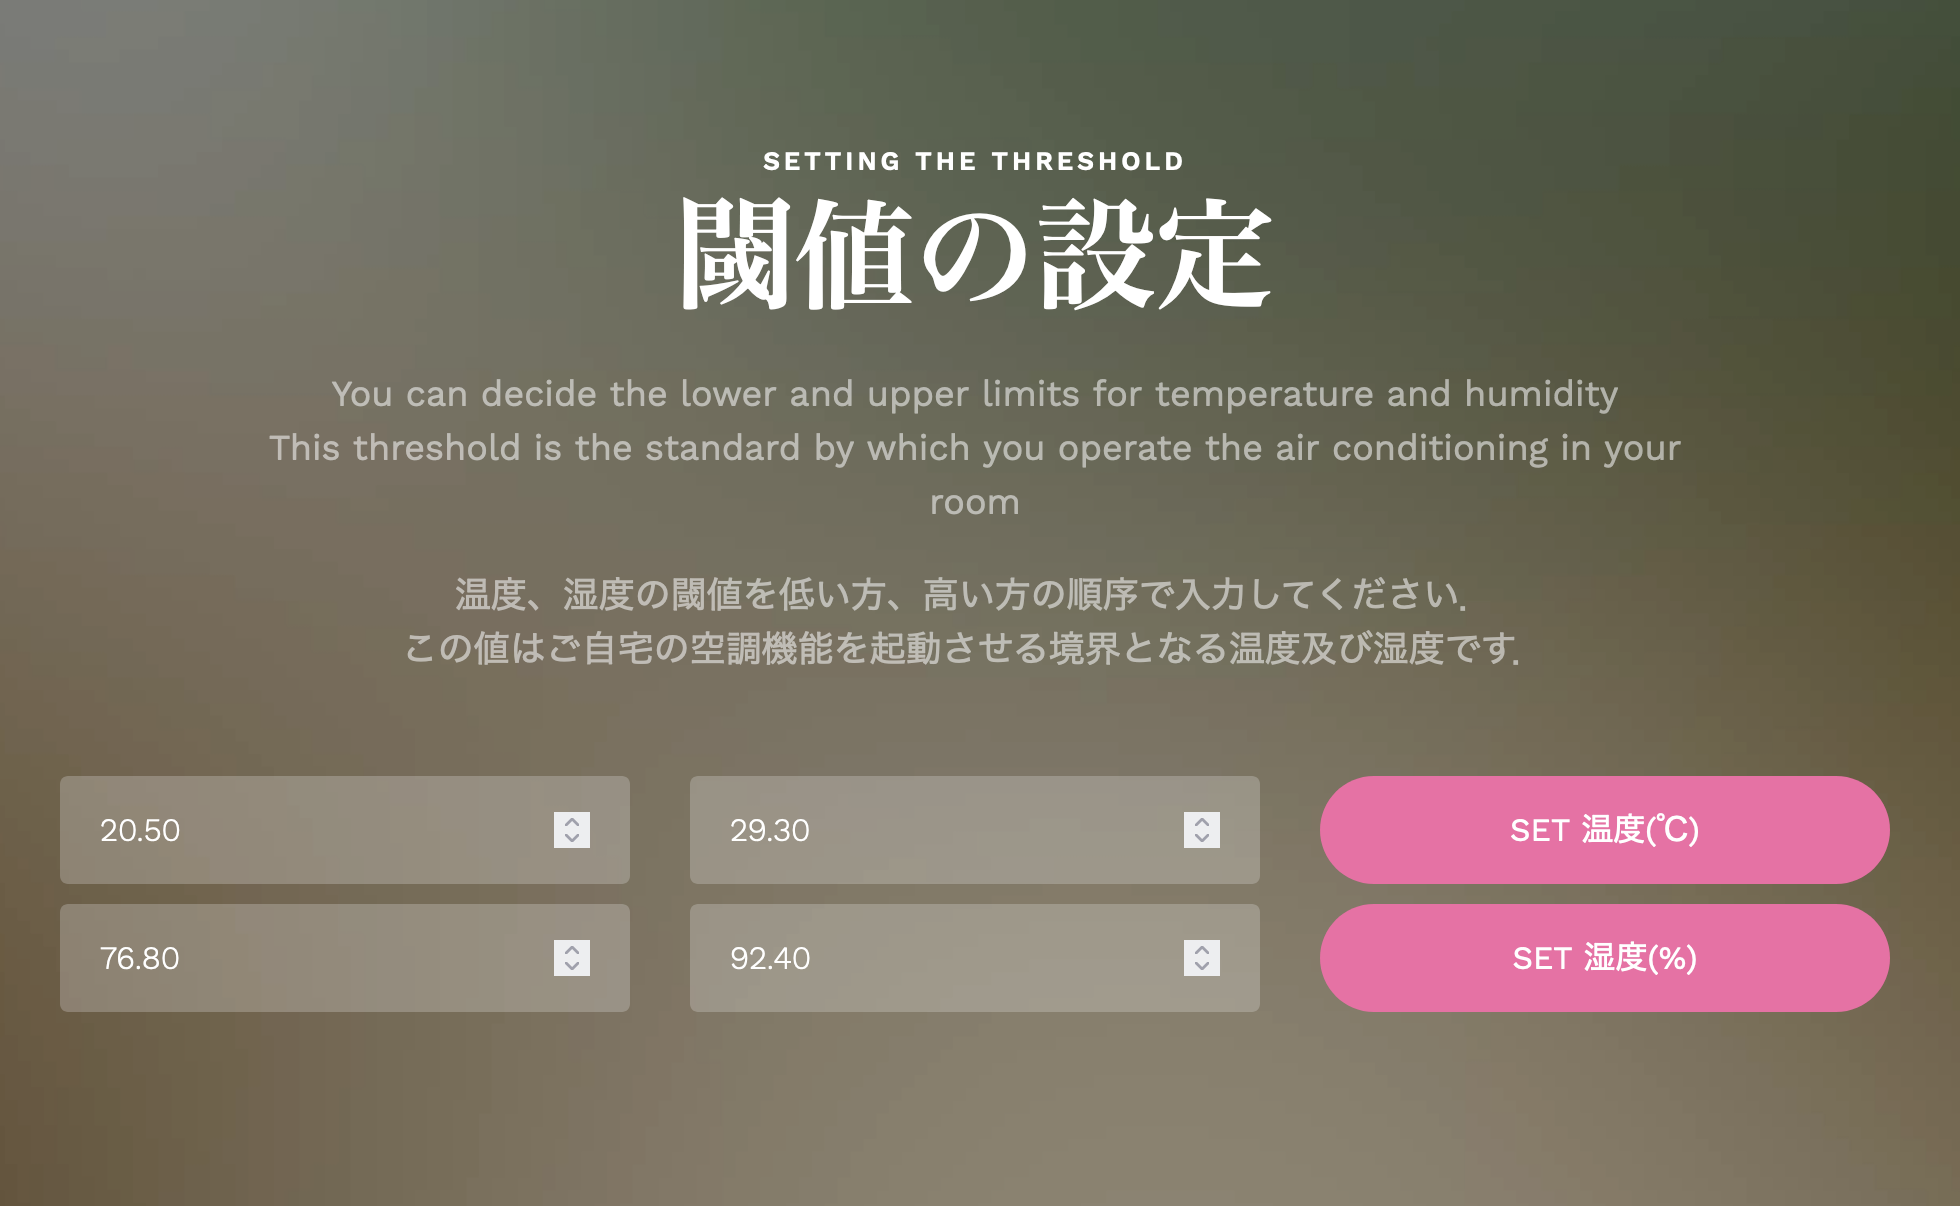 SETTING THE THRESHOLD
閾値の設定
You can decide the lower and upper limits for temperature and humidity
This threshold is the standard by which you operate the air conditioning in your
room
温度、湿度の閾値を低い方、高い方の順序で入力してください.
この値はご自宅の空調機能を起動させる境界となる温度及び湿度です.
20.50 29.30 SET 温度(℃)
76.80 92.40 SET 湿度(%)